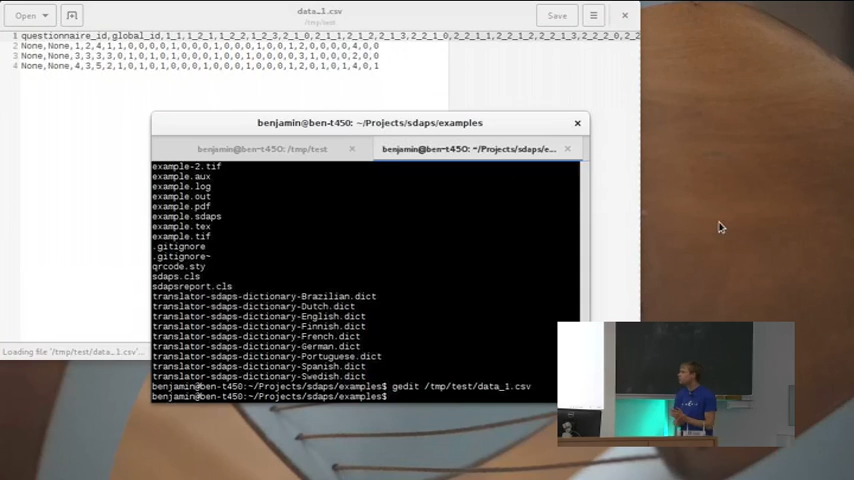 Open
data_1.csv
/tmp/test
Save
1 questionnaire_id,global_id,1_1,1_2_1,1_2_2,1_2_3,2_1_0,2_1_1,2_1_2,2_1_3,2_2_1_0,2_2_1_1,2_2_1_2,2_2_1_3,2_2_2_0,2_2
2 None,None,1,2,4,1,1,0,0,0,0,1,0,0,0,0,1,0,0,1,2,0,0,0,0,4,0,0
3 None,None,3,3,3,3,0,1,0,0,0,1,0,0,0,1,0,0,0,0,0,3,1,0,0,0,2,0,0
4 None,None,4,3,5,2,1,0,1,0,1,0,0,0,1,0,0,0,1,0,0,0,1,2,0,1,0,1,4,0,1
Loading file '/tmp/test/data_1.csv'...
benjamin@ben-t450: ~/Projects/sdaps/examples
benjamin@ben-t450: /tmp/test
benjamin@ben-t450: ~/Projects/sdaps/e...
example-2.tif
example.aux
example.log
example.out
example.pdf
example.sdaps
example.tex
example.tif
.gitignore
.gitignore~
qrcode.sty
sdaps.cls
sdapsreport.cls
translator-sdaps-dictionary-Brazilian.dict
translator-sdaps-dictionary-Dutch.dict
translator-sdaps-dictionary-English.dict
translator-sdaps-dictionary-Finnish.dict
translator-sdaps-dictionary-French.dict
translator-sdaps-dictionary-German.dict
translator-sdaps-dictionary-Portuguese.dict
translator-sdaps-dictionary-Spanish.dict
translator-sdaps-dictionary-Swedish.dict
benjamin@ben-t450:~/Projects/sdaps/examples$ gedit /tmp/test/data_1.csv
benjamin@ben-t450:~/Projects/sdaps/examples$